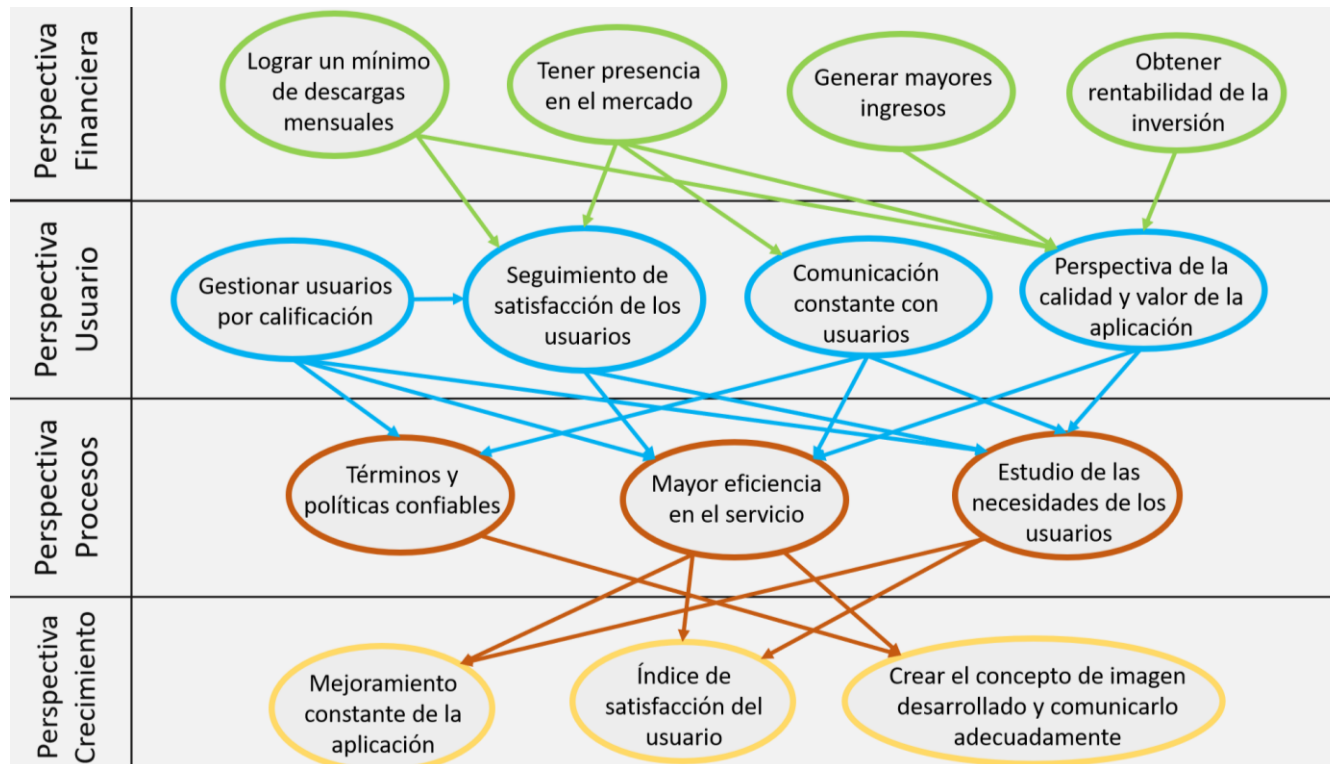 Perspectiva
Financiera
Lograr un mínimo
de descargas
mensuales
Tener presencia
en el mercado
Generar mayores
ingresos
Obtener
rentabilidad de la
inversión
Perspectiva
Usuario
Gestionar usuarios
por calificación
Seguimiento de
satisfacción de los
usuarios
Comunicación
constante con
usuarios
Perspectiva de la
calidad y valor de la
aplicación
Perspectiva
Procesos
Términos y
políticas confiables
Mayor eficiencia
en el servicio
Estudio de las
necesidades de los
usuarios
Perspectiva
Crecimiento
Mejoramiento
constante de la
aplicación
Índice de
satisfacción del
usuario
Crear el concepto de imagen
desarrollado y comunicarlo
adecuadamente